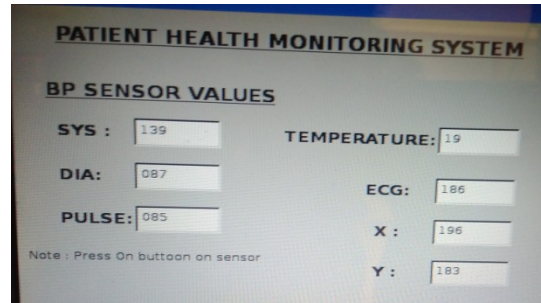 PATIENT HEALTH MONITORING SYSTEM
BP SENSOR VALUES
SYS : 139
TEMPERATURE: 19
DIA: 087
ECG: 186
PULSE: 085
X : 196
Note : Press On buttoon on sensor
Y : 183